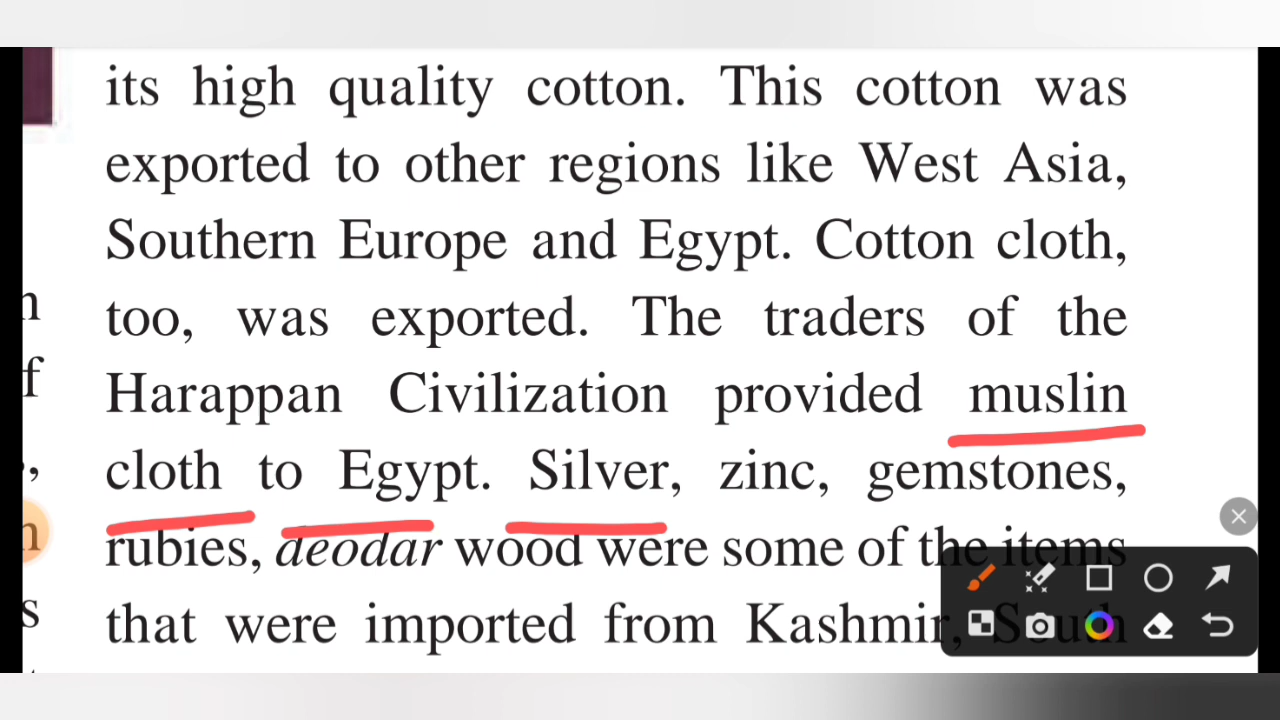 its high quality cotton. This cotton was
exported to other regions like West Asia,
Southern Europe and Egypt. Cotton cloth,
too, was exported. The traders of the
Harappan Civilization provided muslin
cloth to Egypt. Silver, zinc, gemstones,
rubies, deodar wood were some of the items
that were imported from Kashmir, South